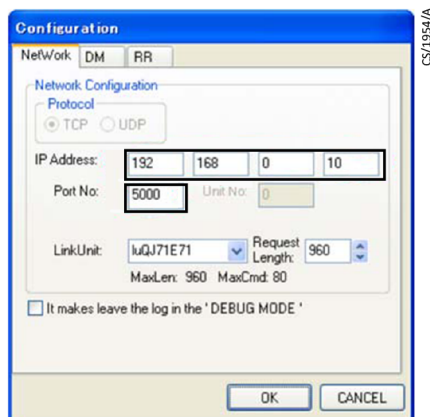 Configuration
NetWork DM RR
Network Configuration
Protocol
TCP UDP
IP Address: 192 168 0 10
Port No: 5000 Unit No: 0
LinkUnit: luQJ71E71 Request Length: 960
MaxLen: 960 MaxCmd: 80
It makes leave the log in the ' DEBUG MODE '
OK CANCEL
CS/1954/A